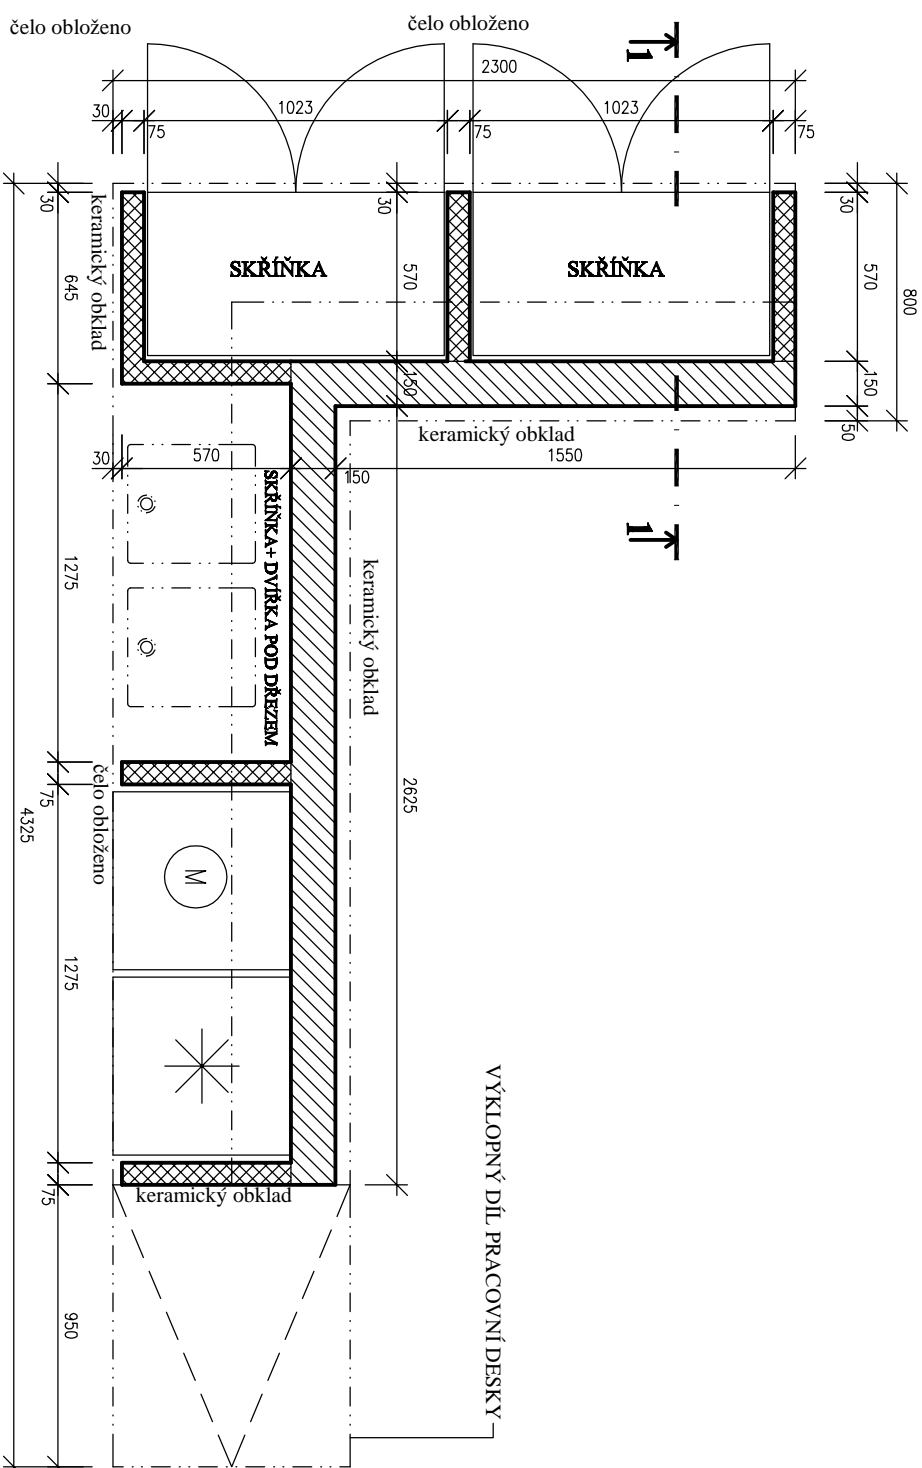 čelo obloženo
čelo obloženo
1
2300
30
75
1023
75
1023
75
30
645
keramický obklad
30
570
150
SKŘÍŇKA
SKŘÍŇKA
30
570
150
50
800
keramický obklad
30
570
150
1550
1
SKŘÍŇKA+ DVÍŘKA POD DŘEZEM
keramický obklad
1275
75
čelo obloženo
4325
2625
M
1275
75
keramický obklad
950
VÝKLOPNÝ DÍL PRACOVNÍ DESKY